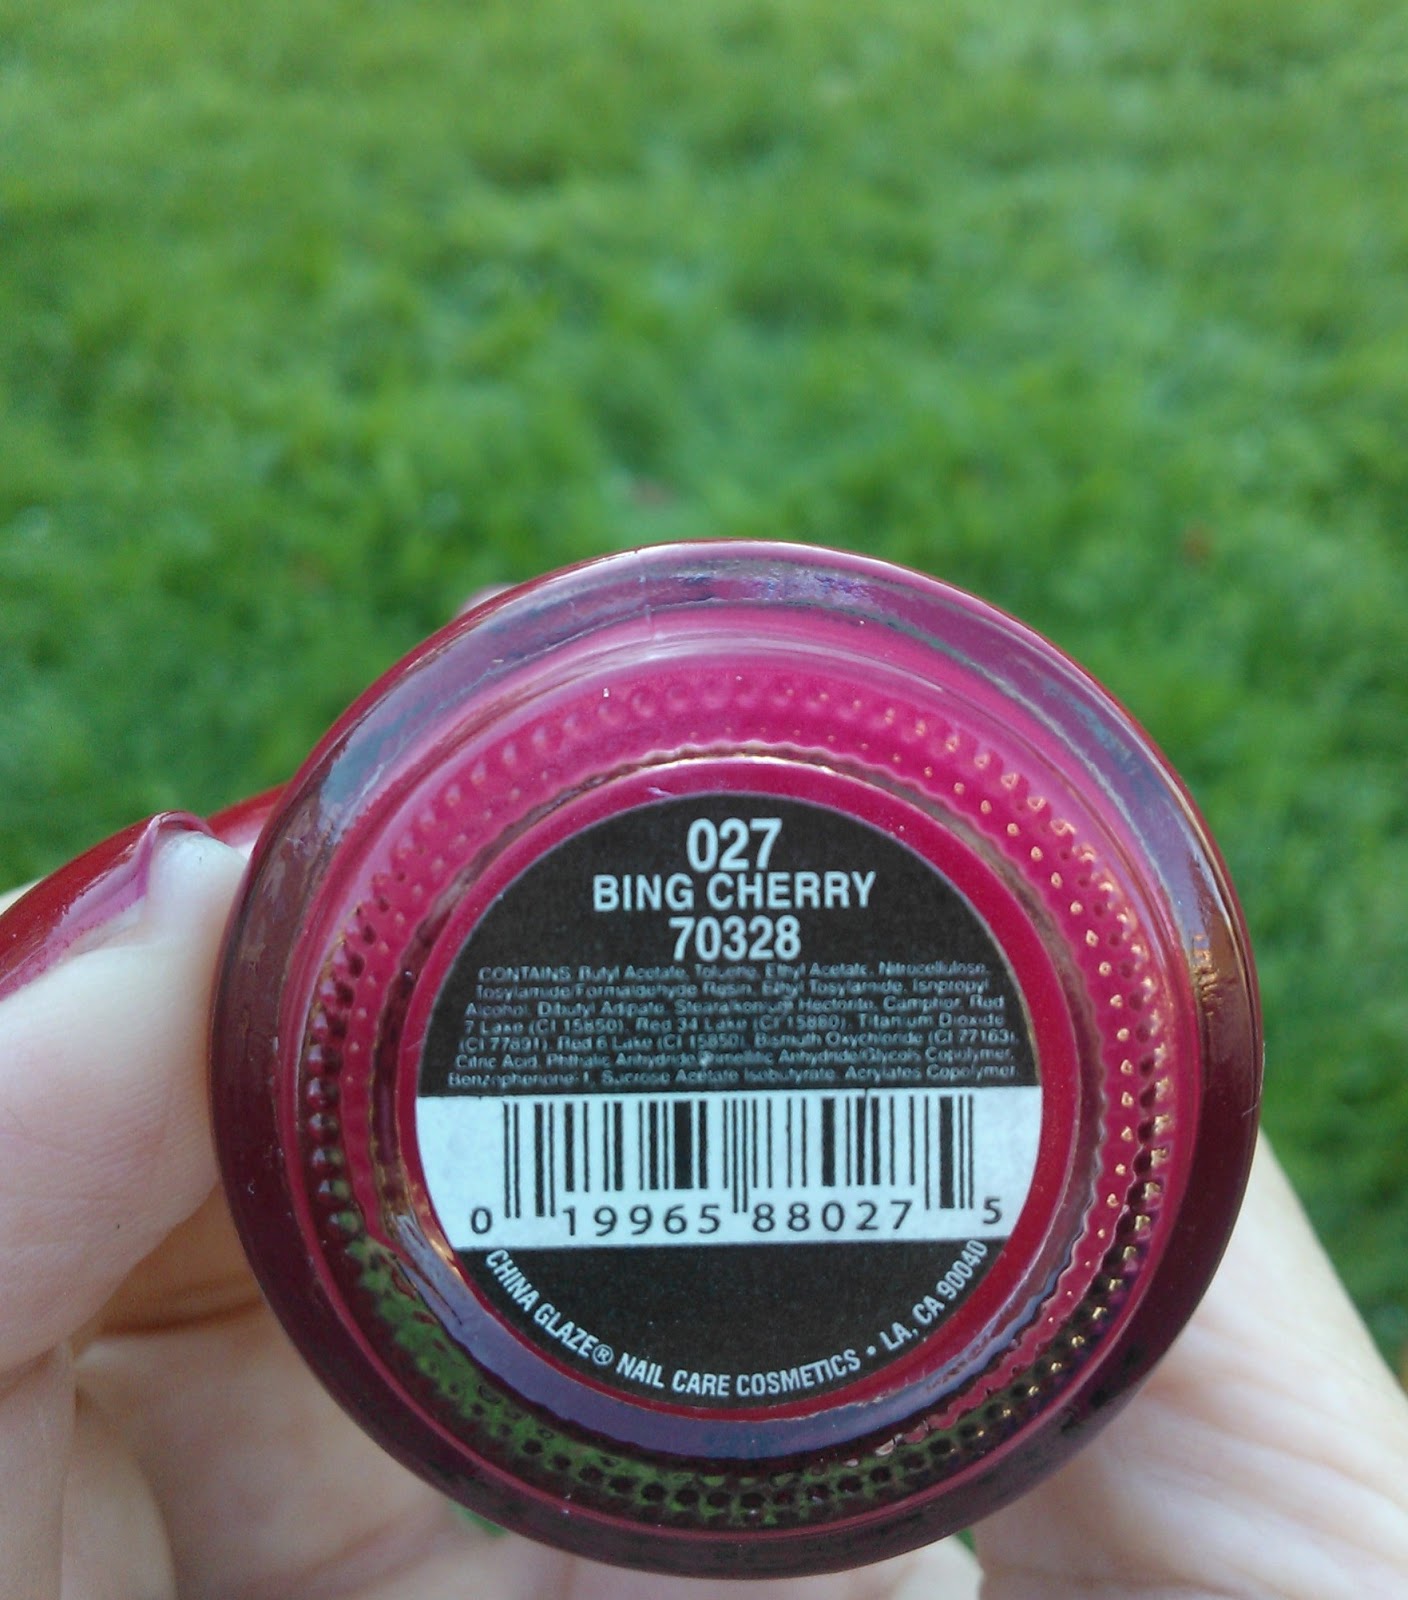 027
BING CHERRY
70328
CONTAINS: Butyl Acetate, Toluene, Ethyl Acetate, Nitrocellulose,
Tosylamide/Formaldehyde Resin, Ethyl Tosylamide, Isopropyl
Alcohol, Dibutyl Adipate, Stearalkonium Hectorite, Camphor, Red
7 Lake (CI 15850), Red 34 Lake (CI 15880), Titanium Dioxide
(CI 77891), Red 6 Lake (CI 15850), Bismuth Oxychloride (CI 77163)
Citric Acid, Phthalic Anhydride/Trimellitic Anhydride/Glycols Copolymer,
Benzophenone-1, Sucrose Acetate Isobutyrate, Acrylates Copolymer.
0 19965 88027 5
CHINA GLAZE® NAIL CARE COSMETICS • LA, CA 90040